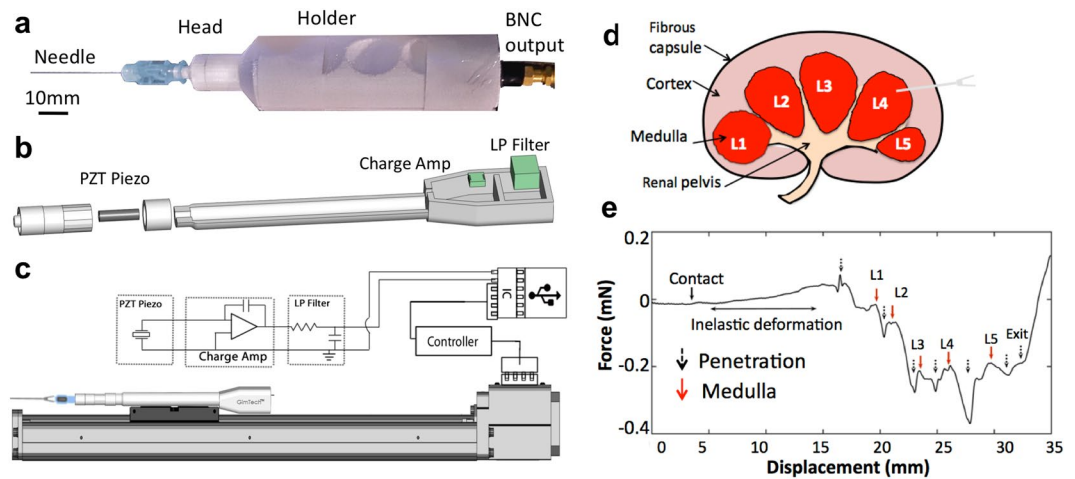 a
Needle
Head
Holder
BNC
output
10mm
b
PZT Piezo
Charge Amp
LP Filter
c
PZT Piezo
Charge Amp
LP Filter
IC
Controller
GimTech™
d
Fibrous
capsule
Cortex
Medulla
Renal pelvis
L1
L2
L3
L4
L5
e
0.2
0
-0.2
-0.4
Force (mN)
Contact
Inelastic deformation
L1
L2
L3
L4
L5
Exit
Penetration
Medulla
0
5
10
15
20
25
30
35
Displacement (mm)